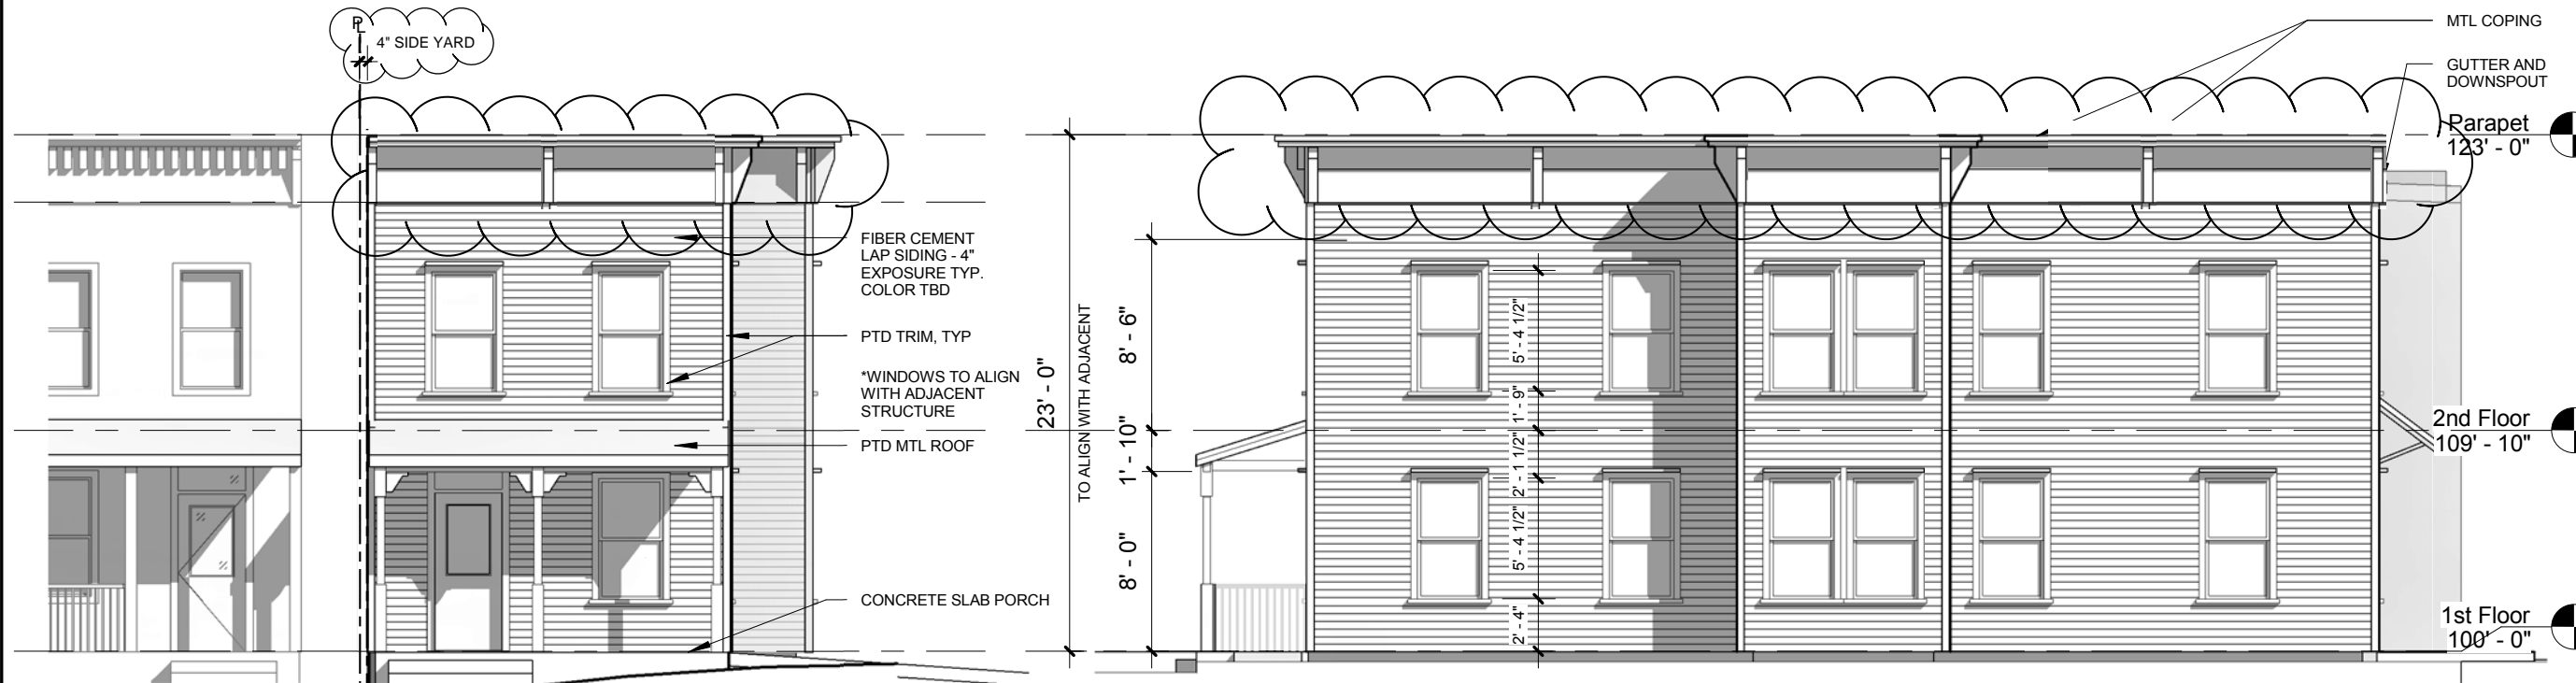 PL
4" SIDE YARD
MTL COPING
GUTTER AND
DOWNSPOUT
Parapet
123' - 0"
FIBER CEMENT
LAP SIDING - 4"
EXPOSURE TYP.
COLOR TBD
PTD TRIM, TYP
*WINDOWS TO ALIGN
WITH ADJACENT
STRUCTURE
PTD MTL ROOF
CONCRETE SLAB PORCH
23' - 0"
TO ALIGN WITH ADJACENT
8' - 6"
1' - 10"
8' - 0"
5' - 4 1/2"
1' - 9"
2' - 1 1/2"
5' - 4 1/2"
2' - 4"
2nd Floor
109' - 10"
1st Floor
100' - 0"